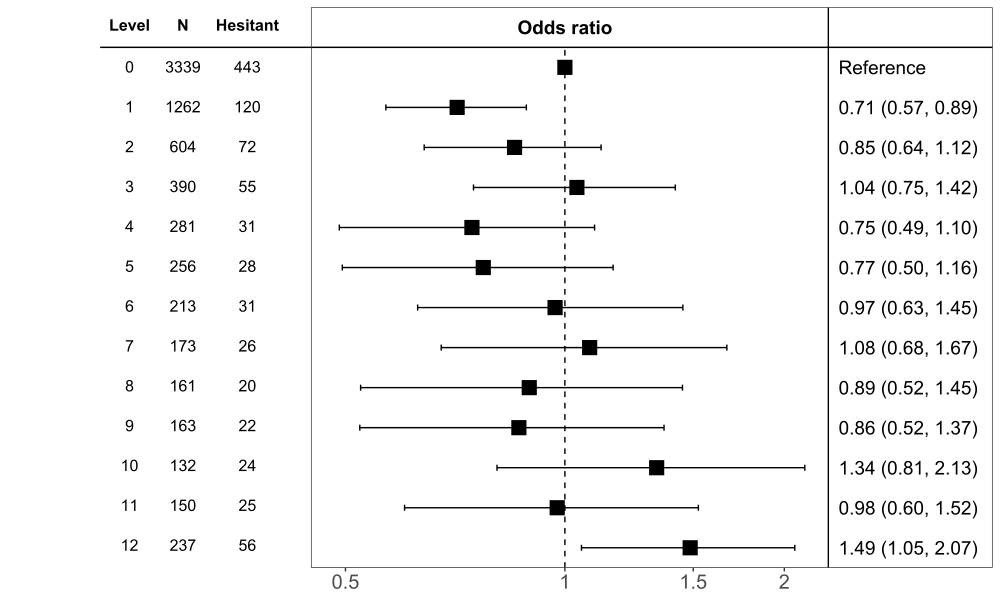 Level N Hesitant Odds ratio
0 3339 443 Reference
1 1262 120 0.71 (0.57, 0.89)
2 604 72 0.85 (0.64, 1.12)
3 390 55 1.04 (0.75, 1.42)
4 281 31 0.75 (0.49, 1.10)
5 256 28 0.77 (0.50, 1.16)
6 213 31 0.97 (0.63, 1.45)
7 173 26 1.08 (0.68, 1.67)
8 161 20 0.89 (0.52, 1.45)
9 163 22 0.86 (0.52, 1.37)
10 132 24 1.34 (0.81, 2.13)
11 150 25 0.98 (0.60, 1.52)
12 237 56 1.49 (1.05, 2.07)
0.5 1 1.5 2